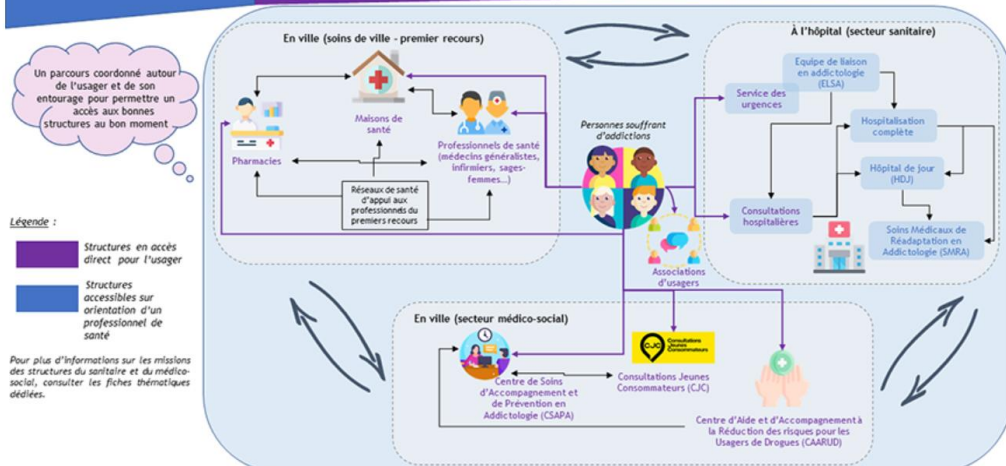 Un parcours coordonné autour
de l'usager et de son
entourage pour permettre un
accès aux bonnes
structures au bon moment
Légende :
Structures en accès
direct pour l'usager
Structures
accessibles sur
orientation d'un
professionnel de
santé
Pour plus d'informations sur les missions
des structures du sanitaire et du médico-
social, consulter les fiches thématiques
dédiées.
En ville (soins de ville - premier recours)
Pharmacies
Maisons de
santé
Professionnels de santé
(médecins généralistes,
infirmiers, sages-
femmes…)
Réseaux de santé
d'appui aux
professionnels du
premiers recours
Personnes souffrant
d'addictions
Associations
d'usagers
À l'hôpital (secteur sanitaire)
Equipe de liaison
en addictologie
(ELSA)
Service des
urgences
Hospitalisation
complète
Hôpital de jour
(HDJ)
Consultations
hospitalières
Soins Médicaux de
Réadaptation en
Addictologie (SMRA)
En ville (secteur médico-social)
Centre de Soins
d'Accompagnement et
de Prévention en
Addictologie (CSAPA)
CJC
Consultations
Jeunes
Consommateurs
Consultations Jeunes
Consommateurs (CJC)
Centre d'Aide et d'Accompagnement à
la Réduction des risques pour les
Usagers de Drogues (CAARUD)